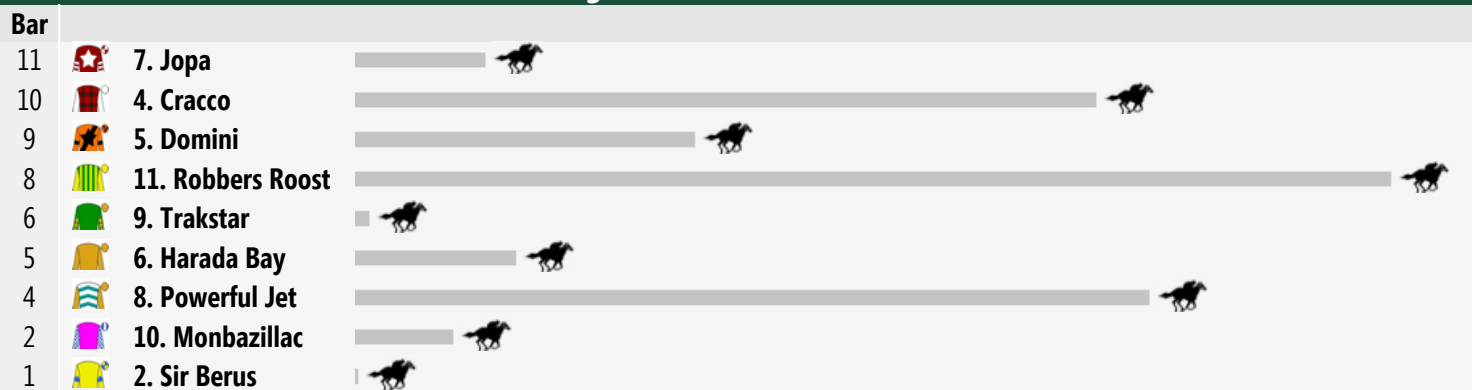 Bar
11 7. Jopa
10 4. Cracco
9 5. Domini
8 11. Robbers Roost
6 9. Trakstar
5 6. Harada Bay
4 8. Powerful Jet
2 10. Monbazillac
1 2. Sir Berus